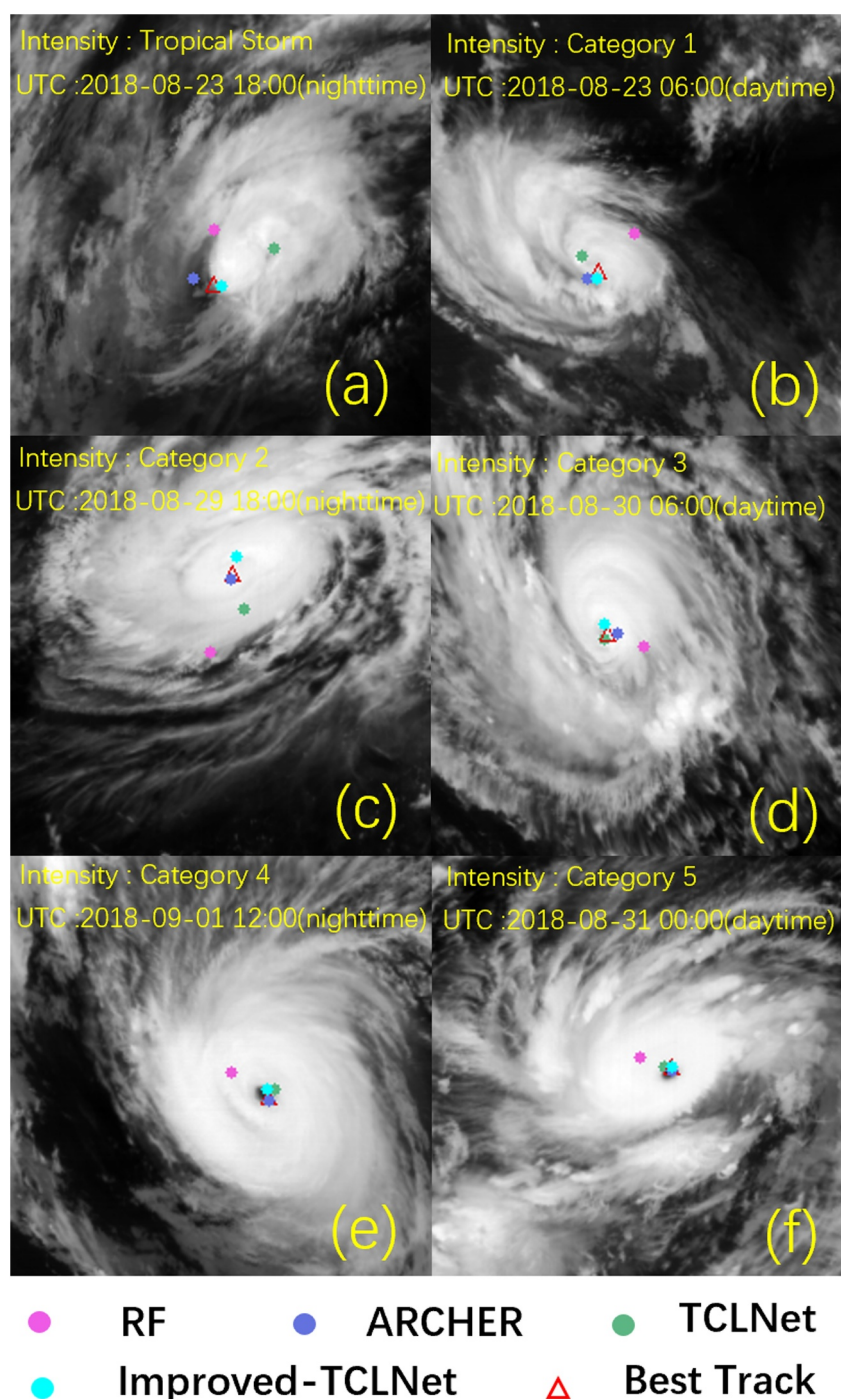 Intensity : Tropical Storm
UTC :2018-08-23 18:00(nighttime)
(a)
Intensity : Category 1
UTC :2018-08-23 06:00(daytime)
(b)
Intensity : Category 2
UTC :2018-08-29 18:00(nighttime)
(c)
Intensity : Category 3
UTC :2018-08-30 06:00(daytime)
(d)
Intensity : Category 4
UTC :2018-09-01 12:00(nighttime)
(e)
Intensity : Category 5
UTC :2018-08-31 00:00(daytime)
(f)
RF ARCHER TCLNet
Improved-TCLNet Best Track